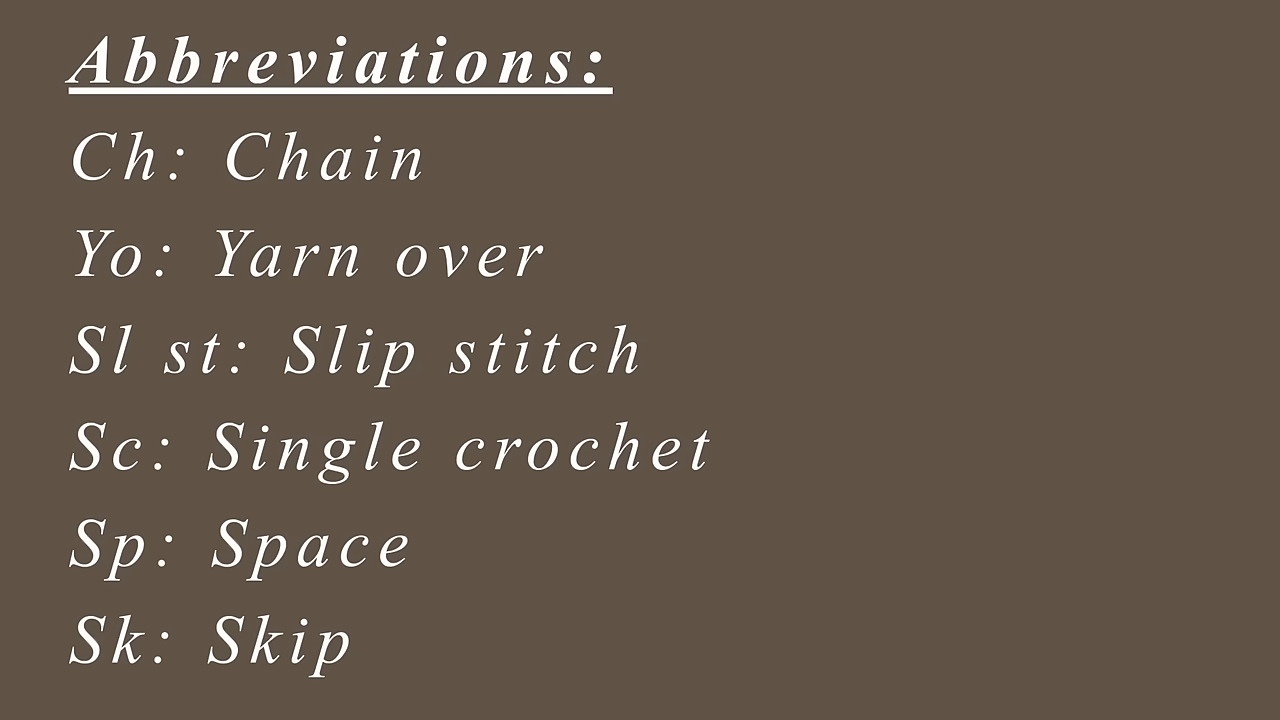 Abbreviations:
Ch: Chain
Yo: Yarn over
Sl st: Slip stitch
Sc: Single crochet
Sp: Space
Sk: Skip